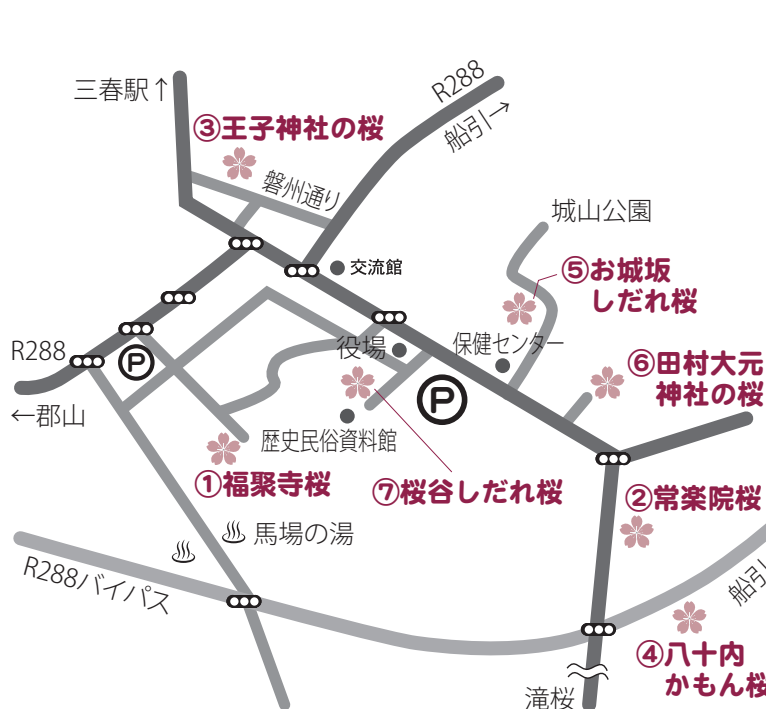 三春駅↑
R288
船引→
③王子神社の桜
磐州通り
城山公園
交流館
⑤お城坂
しだれ桜
R288
←郡山
P
役場
保健センター
⑥田村大元
神社の桜
P
歴史民俗資料館
①福聚寺桜
⑦桜谷しだれ桜
②常楽院桜
馬場の湯
R288バイパス
船引
④八十内
かもん桜
滝桜